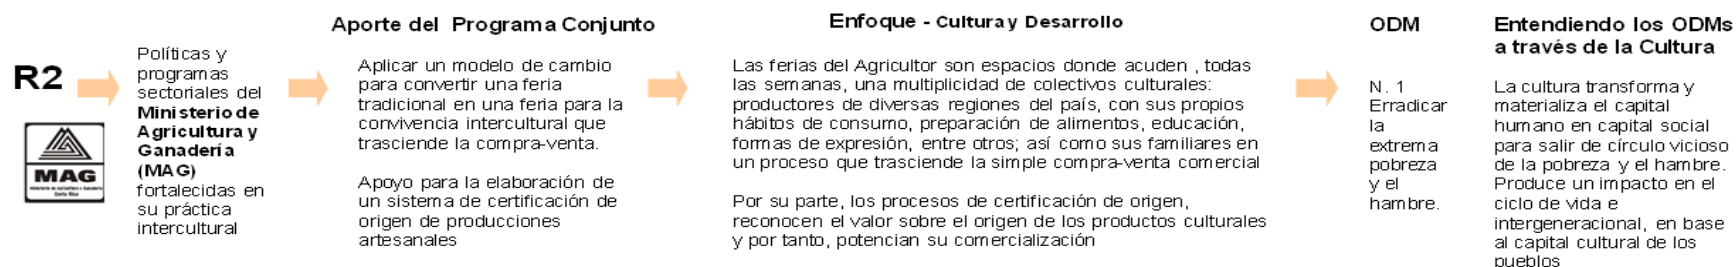 R2
MAG
Costa Rica
Políticas y
programas
sectoriales del
Ministerio de
Agricultura y
Ganadería
(MAG)
fortalecidas en
su práctica
intercultural
Aporte del Programa Conjunto
Aplicar un modelo de cambio
para convertir una feria
tradicional en una feria para la
convivencia intercultural que
trasciende la compra-venta.
Apoyo para la elaboración de
un sistema de certificación de
origen de producciones
artesanales
Enfoque - Cultura y Desarrollo
Las ferias del Agricultor son espacios donde acuden , todas
las semanas, una multiplicidad de colectivos culturales:
productores de diversas regiones del país, con sus propios
hábitos de consumo, preparación de alimentos, educación,
formas de expresión, entre otros; así como sus familiares en
un proceso que trasciende la simple compra-venta comercial
Por su parte, los procesos de certificación de origen,
reconocen el valor sobre el origen de los productos culturales
y por tanto, potencian su comercialización
ODM
N. 1
Erradicar
la
extrema
pobreza
y el
hambre.
Entendiendo los ODMs
a través de la Cultura
La cultura transforma y
materializa el capital
humano en capital social
para salir de círculo vicioso
de la pobreza y el hambre.
Produce un impacto en el
ciclo de vida e
intergeneracional, en base
al capital cultural de los
pueblos